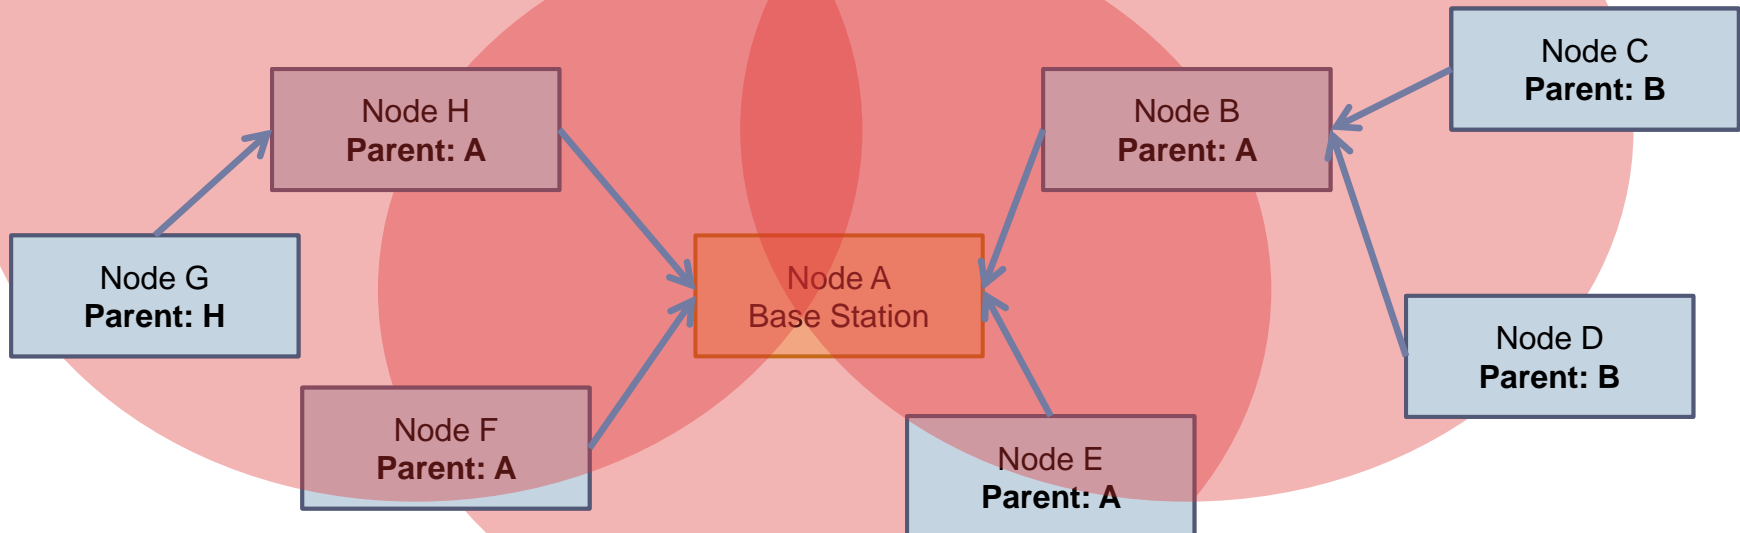 Node C
Parent: B
Node H
Parent: A
Node B
Parent: A
Node G
Parent: H
Node A
Base Station
Node D
Parent: B
Node F
Parent: A
Node E
Parent: A